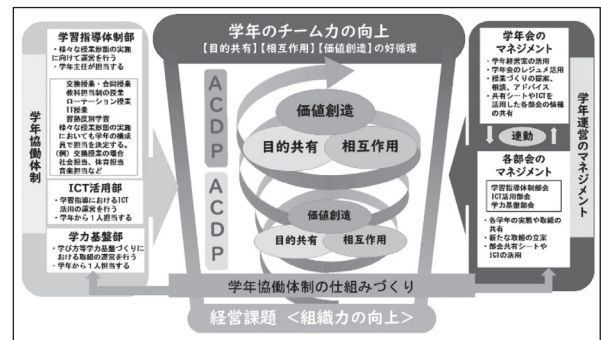 学年協働体制
学習指導体制部
・様々な授業形態の実施
に向けて運営を行う
・学年主任が担当する
交換授業・合同授業
教科担当制の授業
ローテーション授業
IT授業
習熟度別学習
様々な授業形態の実施
においても学年の構成
員で担当を決定する。
(例) 交換授業の場合
社会担当、体育担当
音楽担当など
ICT活用部
・学習指導におけるICT
活用の運営を行う
・学年から1人担当する
学力基盤部
・学び方等学力基盤づくりに
おける取組の運営を行う
・学年から1人担当する
学年のチーム力の向上
【目的共有】【相互作用】【価値創造】の好循環
A
C
D
P
A
C
D
P
価値創造
目的共有
相互作用
価値創造
目的共有
相互作用
学年協働体制の仕組みづくり
経営課題 <組織力の向上>
学年会の
マネジメント
・学年経営案の活用
・学年会のレジュメ活用
・授業づくりの提案、
相談、アドバイス
・共有シートやICTを
活用した各部会の情報
の共有
連動
各部会の
マネジメント
学習指導体制部会
ICT活用部会
学力基盤部会
・各学年の実態や取組の
共有
・新たな取組の立案
・部会共有シートや
ICTの活用
学年運営のマネジメント